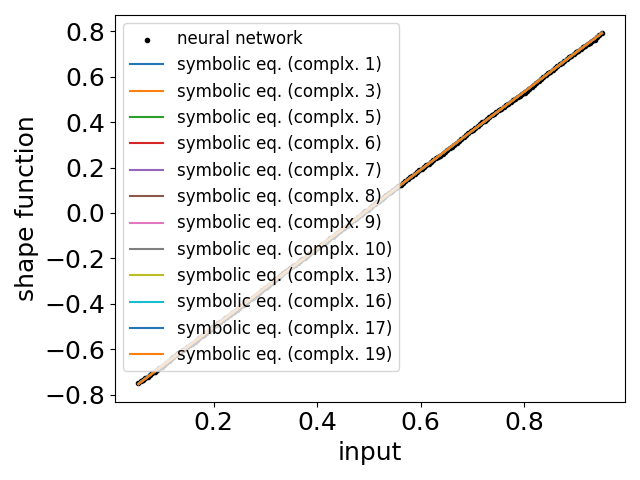 0.8
0.6
0.4
0.2
0.0
−0.2
−0.4
−0.6
−0.8
shape function
neural network
symbolic eq. (complx. 1)
symbolic eq. (complx. 3)
symbolic eq. (complx. 5)
symbolic eq. (complx. 6)
symbolic eq. (complx. 7)
symbolic eq. (complx. 8)
symbolic eq. (complx. 9)
symbolic eq. (complx. 10)
symbolic eq. (complx. 13)
symbolic eq. (complx. 16)
symbolic eq. (complx. 17)
symbolic eq. (complx. 19)
0.2 0.4 0.6 0.8
input